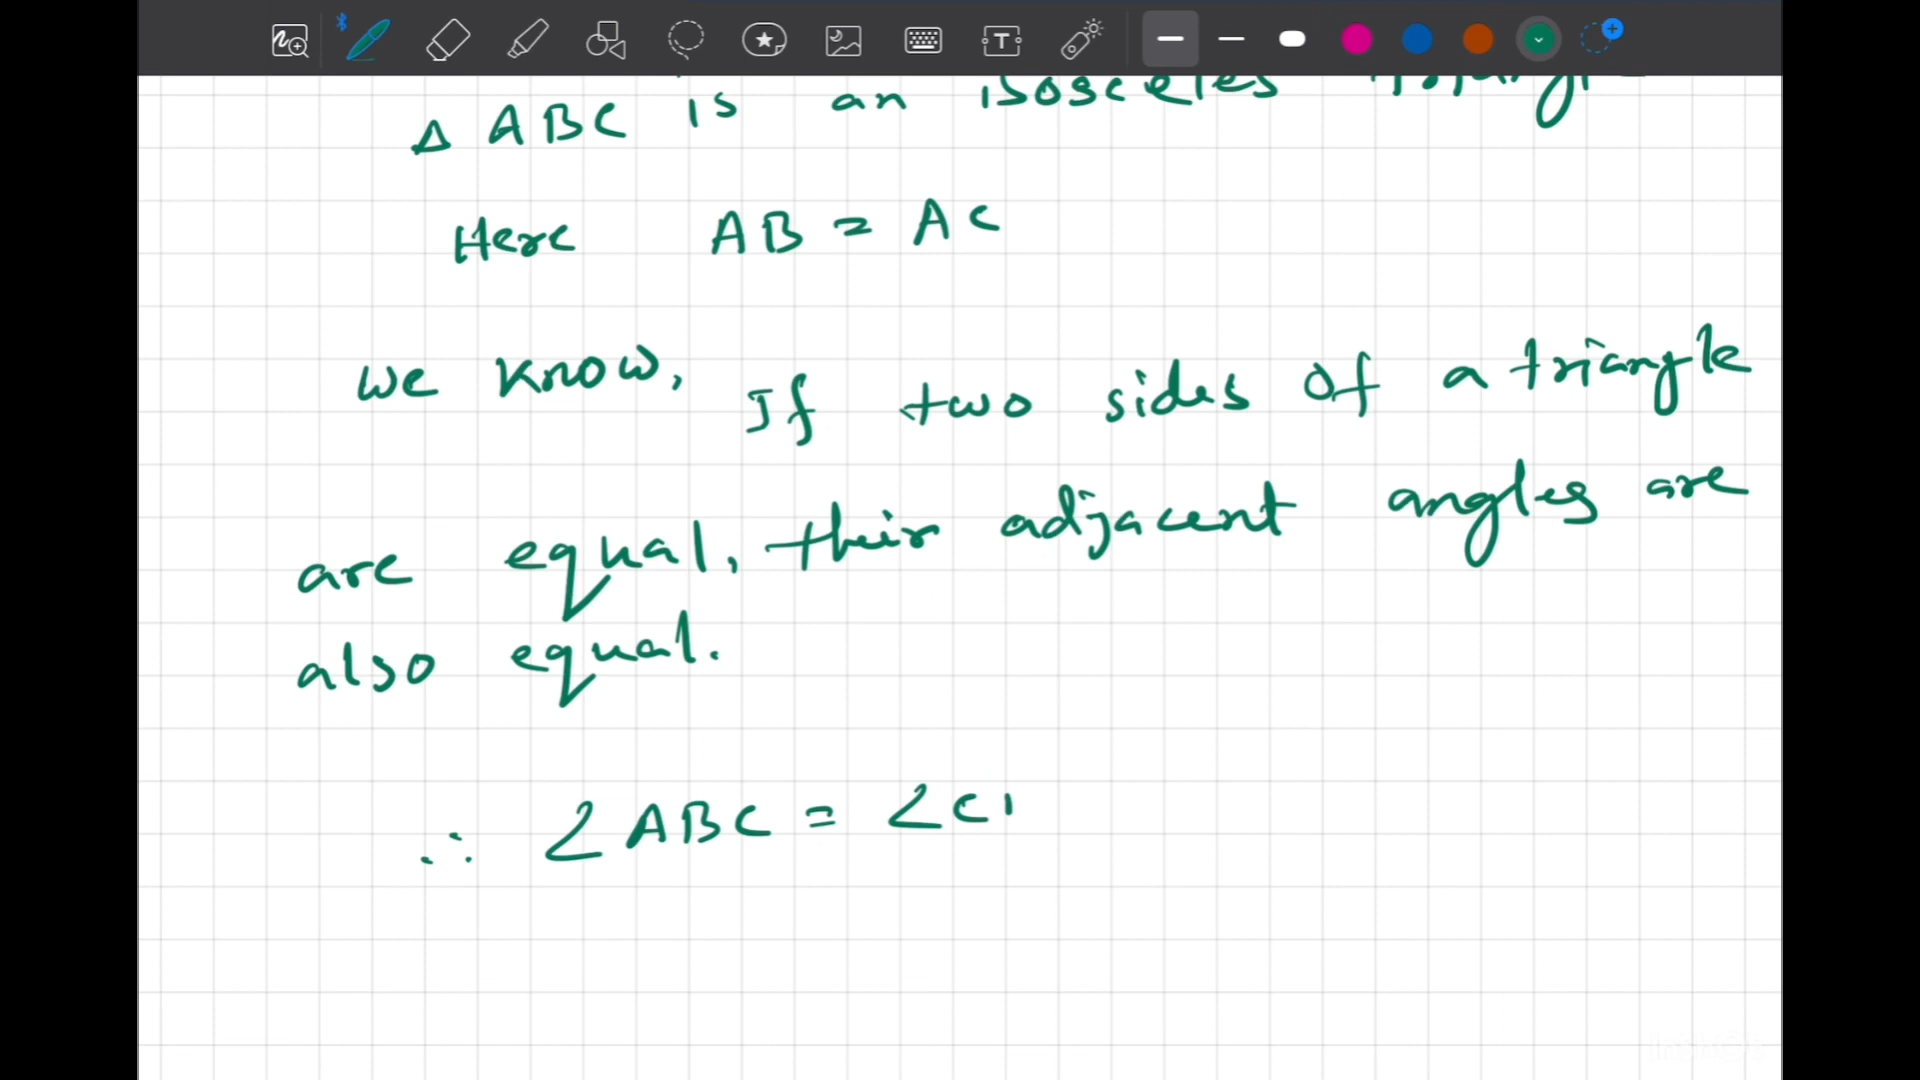 Δ ABC is an isosceles triangle
Here AB = AC
we know, If two sides of a triangle
are equal, their adjacent angles are
also equal.
∴ ∠ABC = ∠C